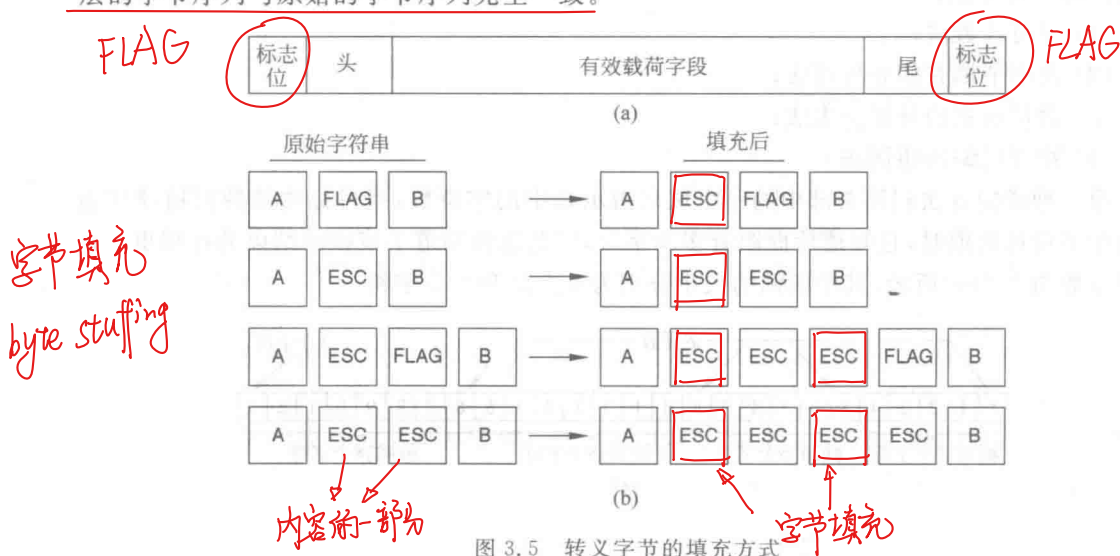 层的字节序列与原始的字节序列完全一致。
FLAG 标志位 头 有效载荷字段 尾 标志位 FLAG
(a)
原始字符串 填充后
A FLAG B A ESC FLAG B
字节填充
A ESC B A ESC ESC B
byte stuffing
A ESC FLAG B A ESC ESC ESC FLAG B
A ESC ESC B A ESC ESC ESC ESC B
(b)
内容的一部分 字节填充
图 3.5 转义字节的填充方式